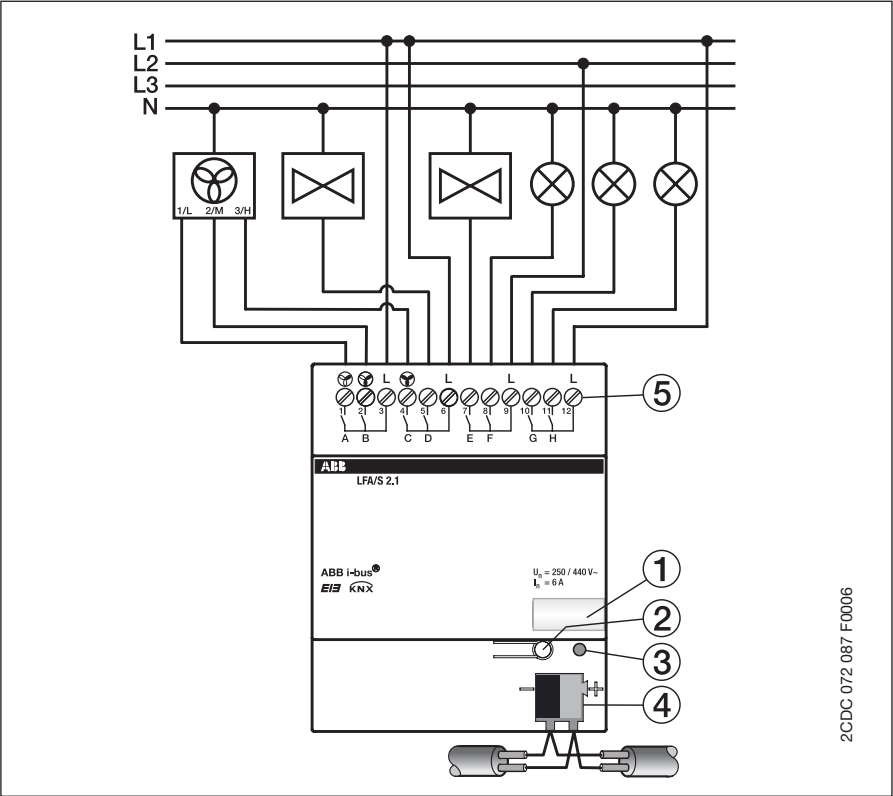 L1
L2
L3
N
1/L 2/M 3/H
L L L L
1 2 3 4 5 6 7 8 9 10 11 12
A B C D E F G H
5
ABB
LFA/S 2.1
ABB i-bus®
EIB KNX
Un = 250 / 440 V~
In = 6 A
1
2
3
4
2CDC 072 087 F0006